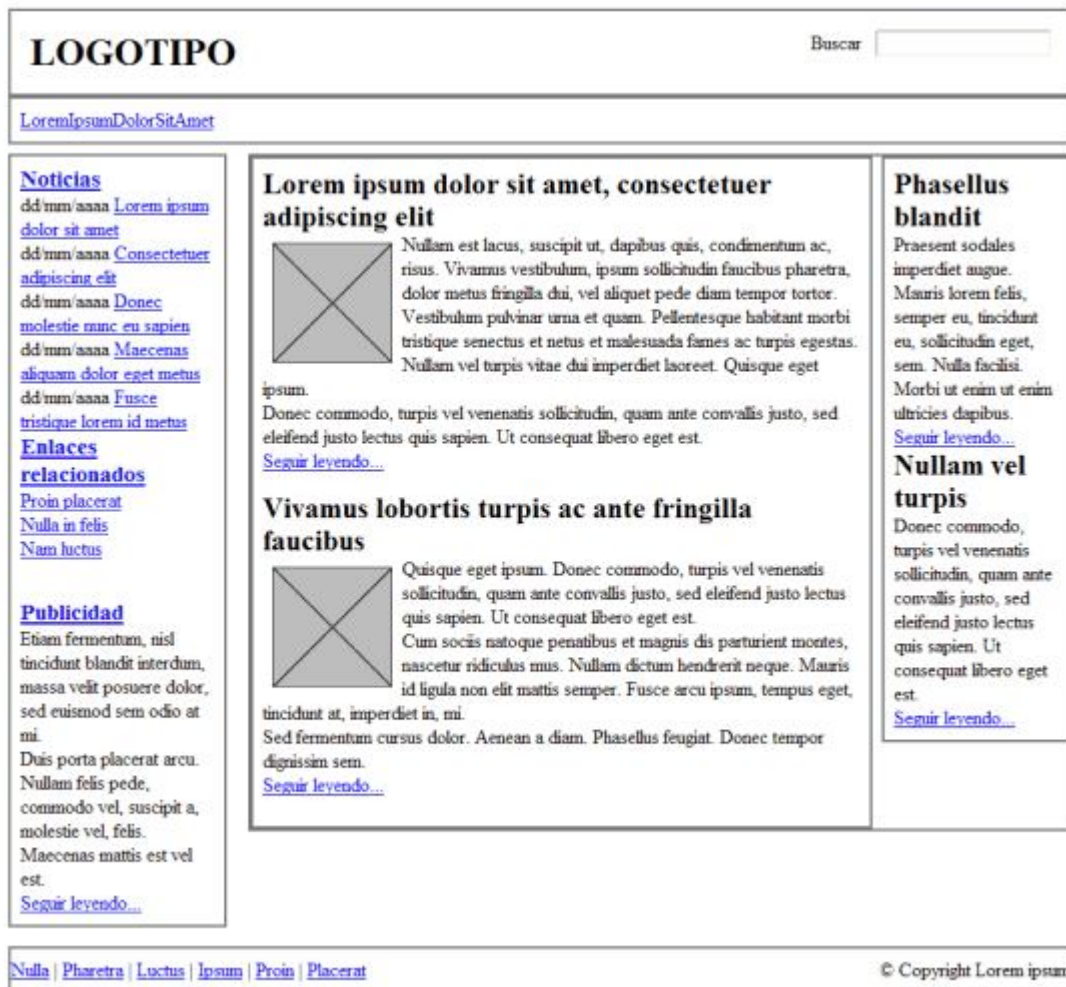 LOGOTIPO
Buscar
LoremIpsumDolorSitAmet
Noticias
dd/mm/aaaa Lorem ipsum
dolor sit amet
dd/mm/aaaa Consectetuer
adipiscing elit
dd/mm/aaaa Donec
molestie nunc eu sapien
dd/mm/aaaa Maecenas
aliquam dolor eget metus
dd/mm/aaaa Fusce
tristique lorem id metus
Enlaces
relacionados
Proin placerat
Nulla in felis
Nam luctus
Publicidad
Etiam fermentum, nisl
tincidunt blandit interdum,
massa velit posuere dolor,
sed euismod sem odio at
mi.
Duis porta placerat arcu.
Nullam felis pede,
commodo vel, suscipit a,
molestie vel, felis.
Maecenas mattis est vel
est.
Seguir leyendo...
Lorem ipsum dolor sit amet, consectetuer
adipiscing elit
Nullam est lacus, suscipit ut, dapibus quis, condimentum ac,
risus. Vivamus vestibulum, ipsum sollicitudin faucibus pharetra,
dolor metus fringilla dui, vel aliquet pede diam tempor tortor.
Vestibulum pulvinar urna et quam. Pellentesque habitant morbi
tristique senectus et netus et malesuada fames ac turpis egestas.
Nullam vel turpis vitae dui imperdiet laoreet. Quisque eget
ipsum.
Donec commodo, turpis vel venenatis sollicitudin, quam ante convallis justo, sed
eleifend justo lectus quis sapien. Ut consequat libero eget est.
Seguir leyendo...
Vivamus lobortis turpis ac ante fringilla
faucibus
Quisque eget ipsum. Donec commodo, turpis vel venenatis
sollicitudin, quam ante convallis justo, sed eleifend justo lectus
quis sapien. Ut consequat libero eget est.
Cum sociis natoque penatibus et magnis dis parturient montes,
nascetur ridiculus mus. Nullam dictum hendrerit neque. Mauris
id ligula non elit mattis semper. Fusce arcu ipsum, tempus eget,
tincidunt at, imperdiet in, mi.
Sed fermentum cursus dolor. Aenean a diam. Phasellus feugiat. Donec tempor
dignissim sem.
Seguir leyendo...
Phasellus
blandit
Praesent sodales
imperdiet augue.
Mauris lorem felis,
semper eu, tincidunt
eu, sollicitudin eget,
sem. Nulla facilisi.
Morbi ut enim ut enim
ultricies dapibus.
Seguir leyendo...
Nullam vel
turpis
Donec commodo,
turpis vel venenatis
sollicitudin, quam ante
convallis justo, sed
eleifend justo lectus
quis sapien. Ut
consequat libero eget
est.
Seguir leyendo...
Nulla | Pharetra | Luctus | Ipsum | Proin | Placerat
© Copyright Lorem ipsum